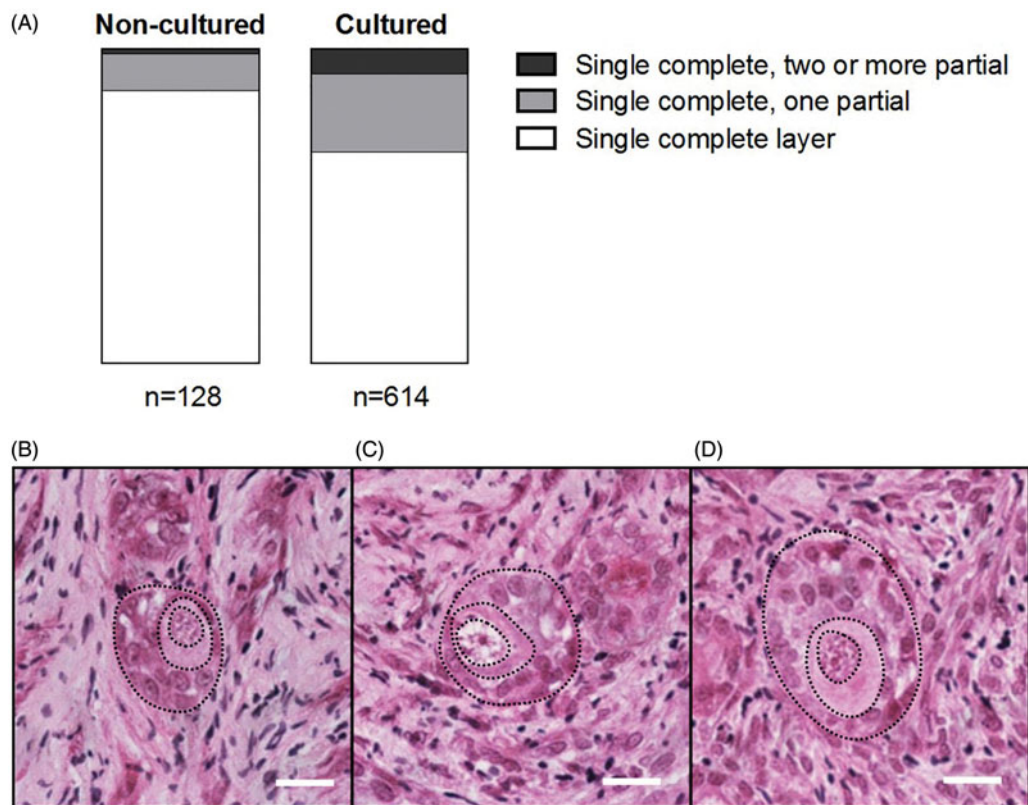 (A)
Non-cultured
Cultured
Single complete, two or more partial
Single complete, one partial
Single complete layer
n=128
n=614
(B)
(C)
(D)